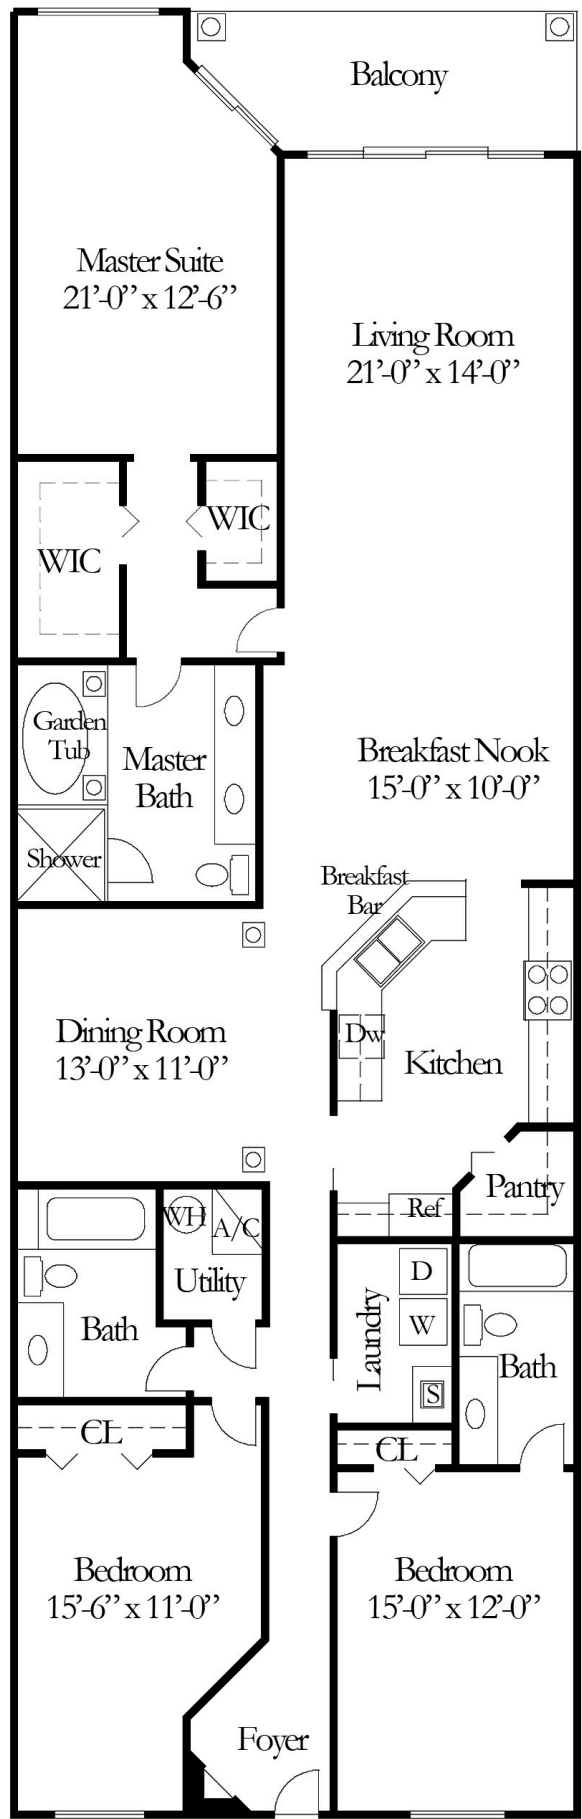 Balcony
Master Suite
21'-0" x 12'-6"
Living Room
21'-0" x 14'-0"
WIC
WIC
Garden
Tub
Master
Bath
Shower
Breakfast Nook
15'-0" x 10'-0"
Breakfast
Bar
Dining Room
13'-0" x 11'-0"
Dw
Kitchen
Pantry
Ref
WH
A/C
Utility
Bath
D
W
Laundry
S
Bath
CL
CL
Bedroom
15'-6" x 11'-0"
Bedroom
15'-0" x 12'-0"
Foyer